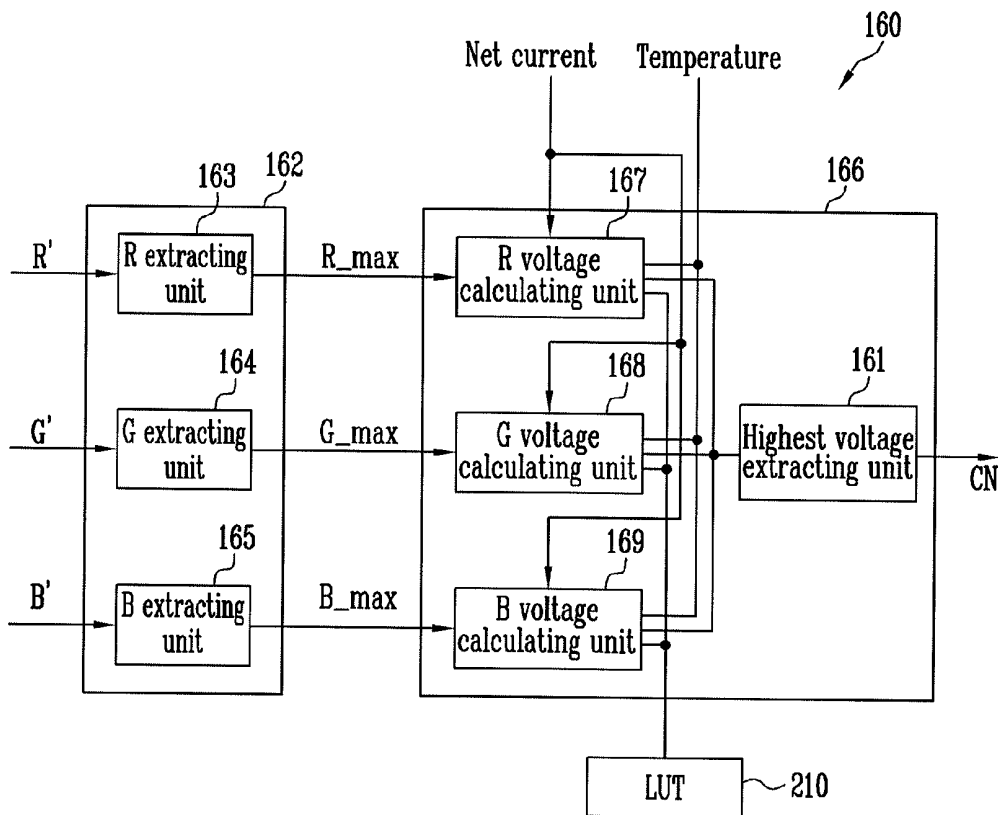 160
Net current
Temperature
163
162
167
166
R'
R extracting
unit
R_max
R voltage
calculating unit
164
168
161
G'
G extracting
unit
G_max
G voltage
calculating unit
Highest voltage
extracting unit
CN
165
169
B'
B extracting
unit
B_max
B voltage
calculating unit
LUT
210